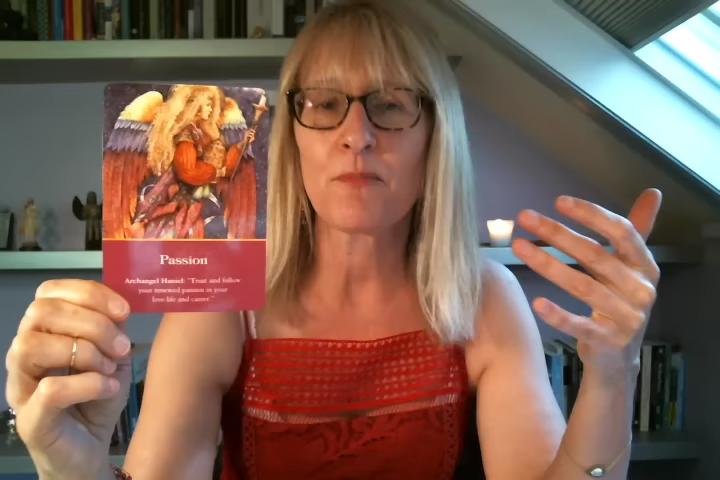 Passion
Archangel Haniel: "Trust and follow
your renewed passion in your
love life and career."